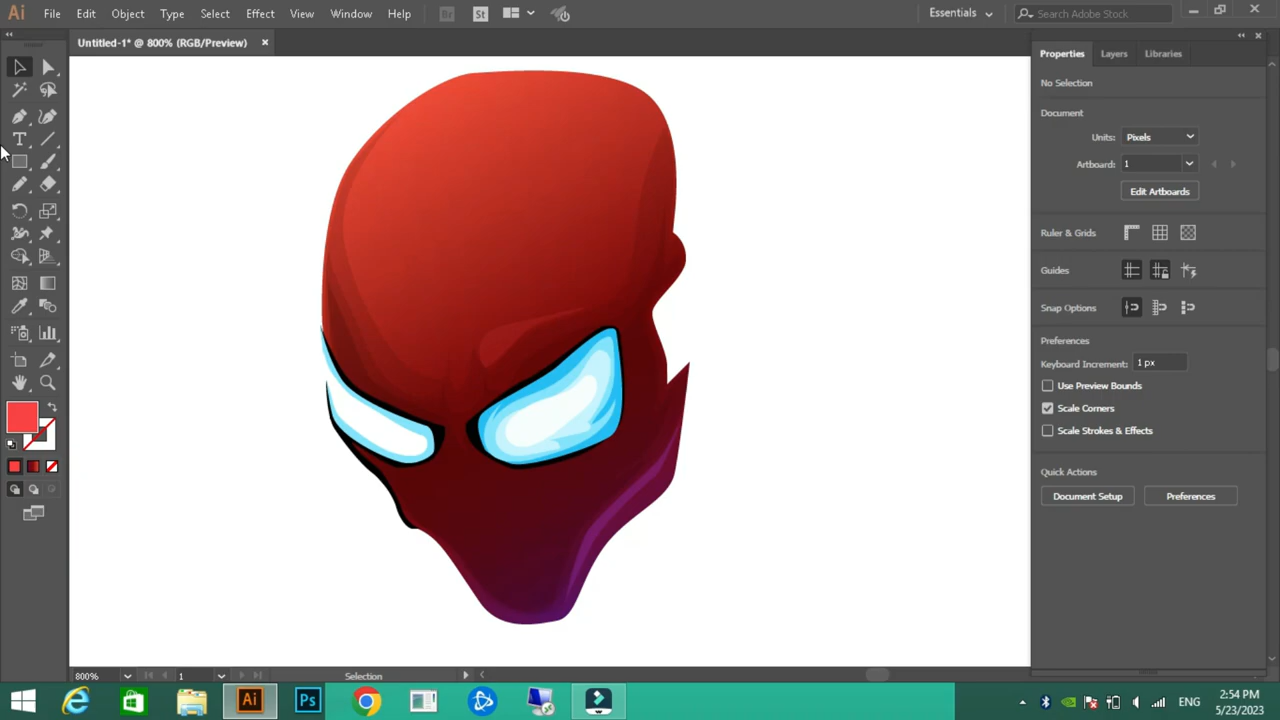 Ai File Edit Object Type Select Effect View Window Help Br St Essentials Search Adobe Stock
Untitled-1* @ 800% (RGB/Preview) ×
Properties Layers Libraries
No Selection
Document
Units: Pixels
Artboard: 1
Edit Artboards
Ruler & Grids
Guides
Snap Options
Preferences
Keyboard Increment: 1 px
Use Preview Bounds
Scale Corners
Scale Strokes & Effects
Quick Actions
Document Setup Preferences
T
800% 1 Selection
Ai Ps ENG 2:54 PM
5/23/2023